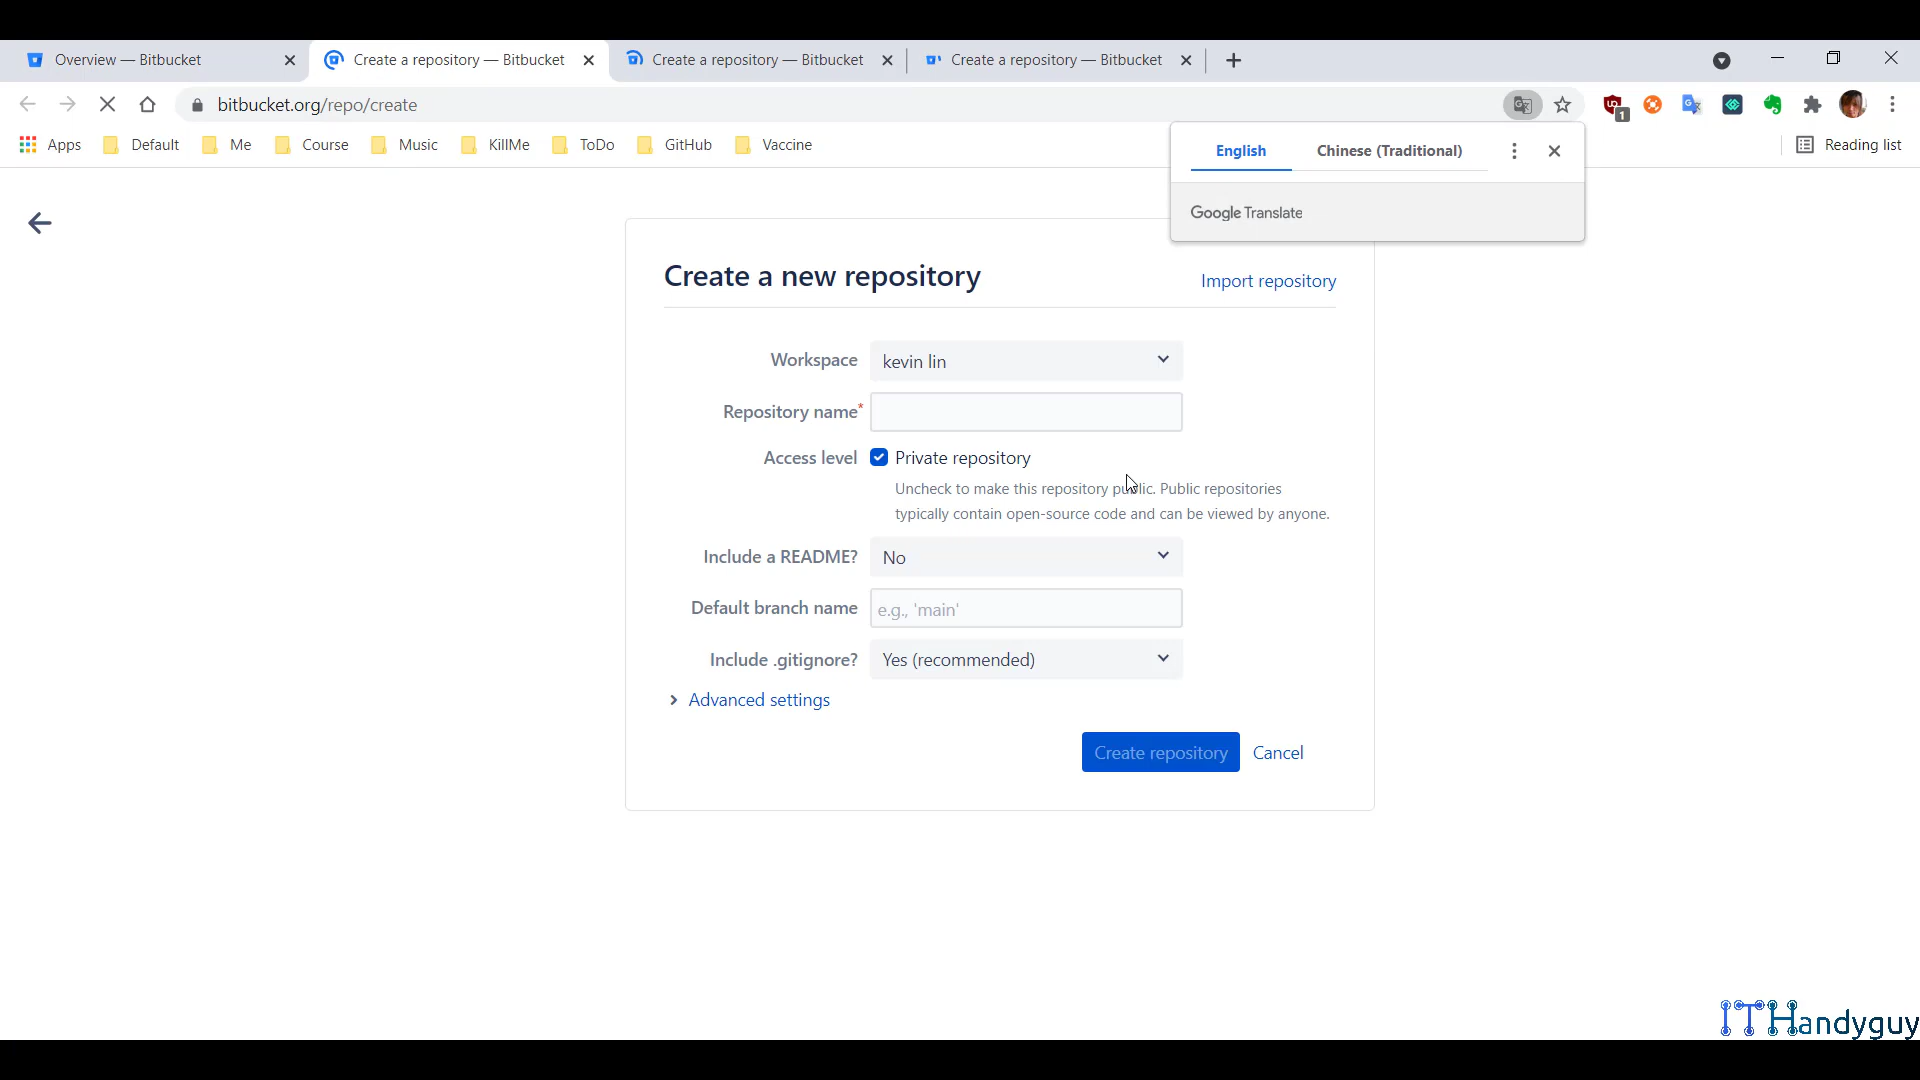 Overview — Bitbucket
Create a repository — Bitbucket
Create a repository — Bitbucket
Create a repository — Bitbucket
bitbucket.org/repo/create
1
Apps
Default
Me
Course
Music
KillMe
ToDo
GitHub
Vaccine
Reading list
English
Chinese (Traditional)
Google Translate
Create a new repository
Import repository
Workspace
kevin lin
Repository name*
Access level
Private repository
Uncheck to make this repository public. Public repositories
typically contain open-source code and can be viewed by anyone.
Include a README?
No
Default branch name
e.g., 'main'
Include .gitignore?
Yes (recommended)
Advanced settings
Create repository
Cancel
ITHandyguy